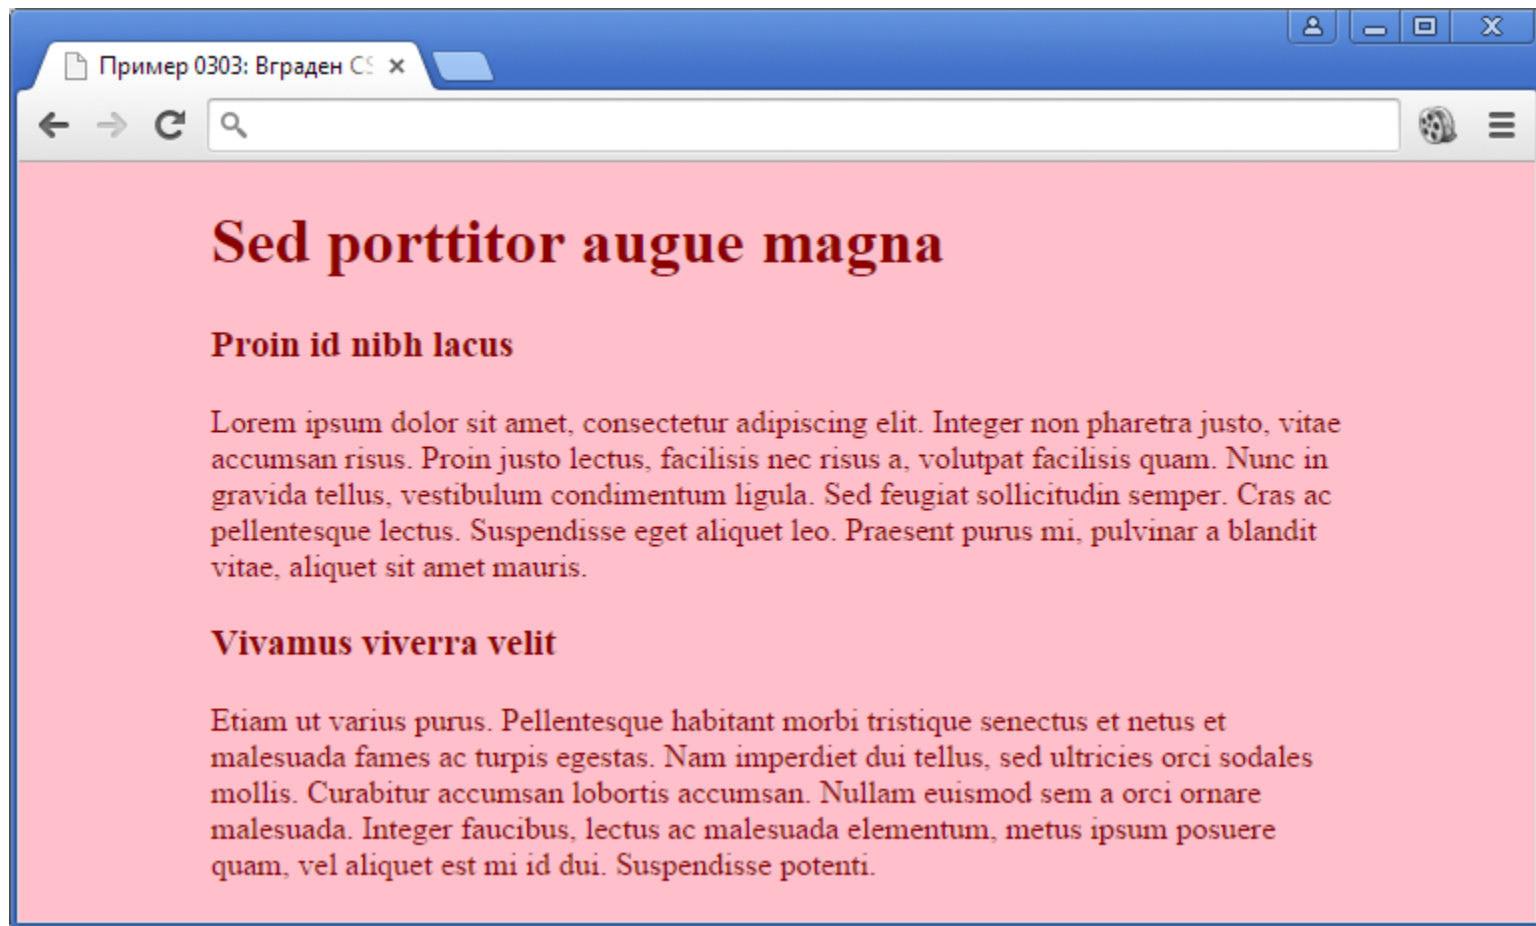 Пример 0303: Вграден CS
Sed porttitor augue magna
Proin id nibh lacus
Lorem ipsum dolor sit amet, consectetur adipiscing elit. Integer non pharetra justo, vitae
accumsan risus. Proin justo lectus, facilisis nec risus a, volutpat facilisis quam. Nunc in
gravida tellus, vestibulum condimentum ligula. Sed feugiat sollicitudin semper. Cras ac
pellentesque lectus. Suspendisse eget aliquet leo. Praesent purus mi, pulvinar a blandit
vitae, aliquet sit amet mauris.
Vivamus viverra velit
Etiam ut varius purus. Pellentesque habitant morbi tristique senectus et netus et
malesuada fames ac turpis egestas. Nam imperdiet dui tellus, sed ultricies orci sodales
mollis. Curabitur accumsan lobortis accumsan. Nullam euismod sem a orci ornare
malesuada. Integer faucibus, lectus ac malesuada elementum, metus ipsum posuere
quam, vel aliquet est mi id dui. Suspendisse potenti.